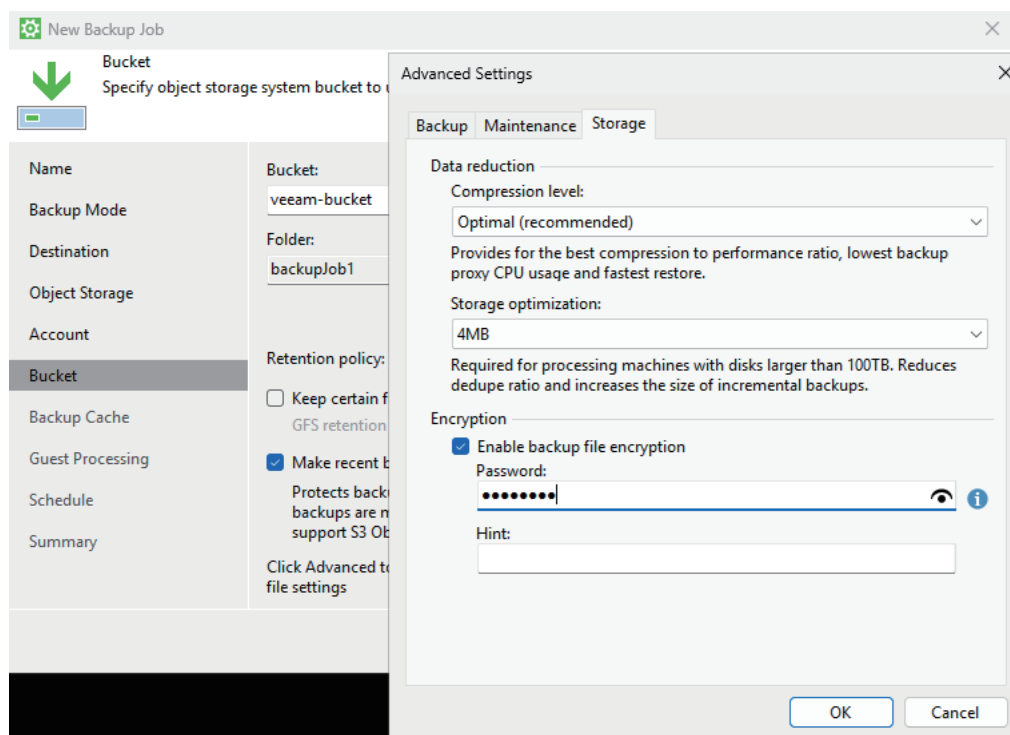 New Backup Job
Bucket
Specify object storage system bucket to
Name
Backup Mode
Destination
Object Storage
Account
Bucket
Backup Cache
Guest Processing
Schedule
Summary
Bucket:
veeam-bucket
Folder:
backupJob1
Retention policy:
Keep certain f
GFS retention
Make recent b
Protects back
backups are
support S3 Ob
Click Advanced to
file settings
Advanced Settings
Backup Maintenance Storage
Data reduction
Compression level:
Optimal (recommended)
Provides for the best compression to performance ratio, lowest backup
proxy CPU usage and fastest restore.
Storage optimization:
4MB
Required for processing machines with disks larger than 100TB. Reduces
dedupe ratio and increases the size of incremental backups.
Encryption
Enable backup file encryption
Password:
••••••••
Hint:
OK Cancel